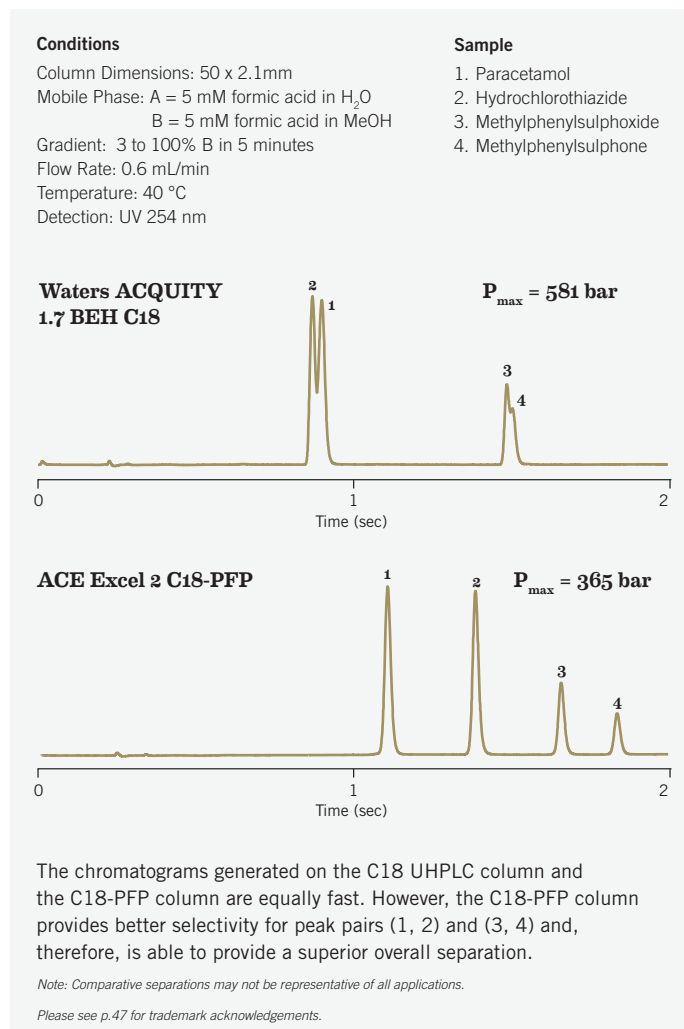 Conditions
Column Dimensions: 50 x 2.1mm
Mobile Phase: A = 5 mM formic acid in H2O
B = 5 mM formic acid in MeOH
Gradient: 3 to 100% B in 5 minutes
Flow Rate: 0.6 mL/min
Temperature: 40 °C
Detection: UV 254 nm
Sample
1. Paracetamol
2. Hydrochlorothiazide
3. Methylphenylsulphoxide
4. Methylphenylsulphone
Waters ACQUITY
1.7 BEH C18
2
1
Pmax = 581 bar
3
4
0 1 2
Time (sec)
ACE Excel 2 C18-PFP
1
2
Pmax = 365 bar
3
4
0 1 2
Time (sec)
The chromatograms generated on the C18 UHPLC column and
the C18-PFP column are equally fast. However, the C18-PFP column
provides better selectivity for peak pairs (1, 2) and (3, 4) and,
therefore, is able to provide a superior overall separation.
Note: Comparative separations may not be representative of all applications.
Please see p.47 for trademark acknowledgements.